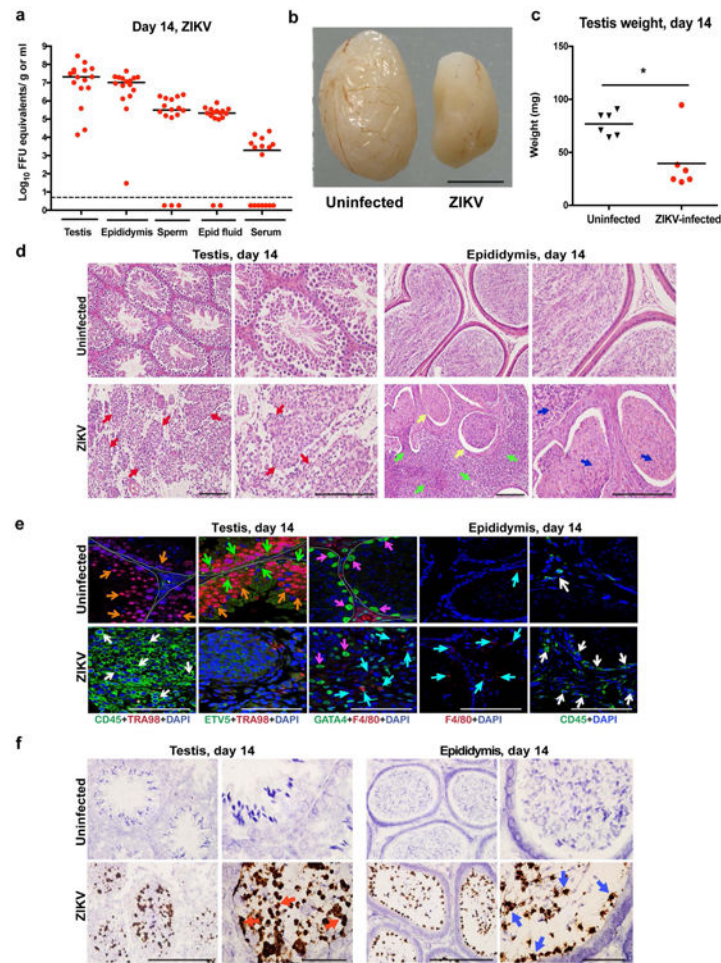 a
Day 14, ZIKV
Log10 FFU equivalents/ g or ml
9
8
7
6
5
4
3
2
1
0
Testis Epididymis Sperm Epid fluid Serum
b
Uninfected ZIKV
c
Testis weight, day 14
Weight (mg)
150
100
50
0
*
Uninfected ZIKV-infected
d
Testis, day 14 Epididymis, day 14
Uninfected
ZIKV
e
Testis, day 14 Epididymis, day 14
Uninfected
ZIKV
CD45+TRA98+DAPI ETV5+TRA98+DAPI GATA4+F4/80+DAPI F4/80+DAPI CD45+DAPI
f
Testis, day 14 Epididymis, day 14
Uninfected
ZIKV